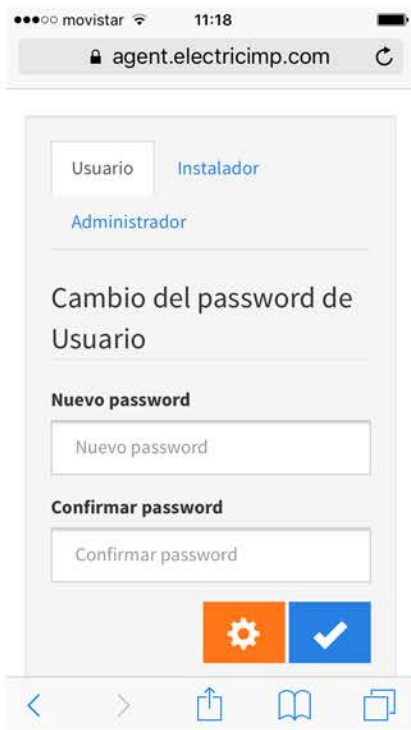 movistar 11:18
agent.electricimp.com
Usuario Instalador
Administrador
Cambio del password de
Usuario
Nuevo password
Nuevo password
Confirmar password
Confirmar password